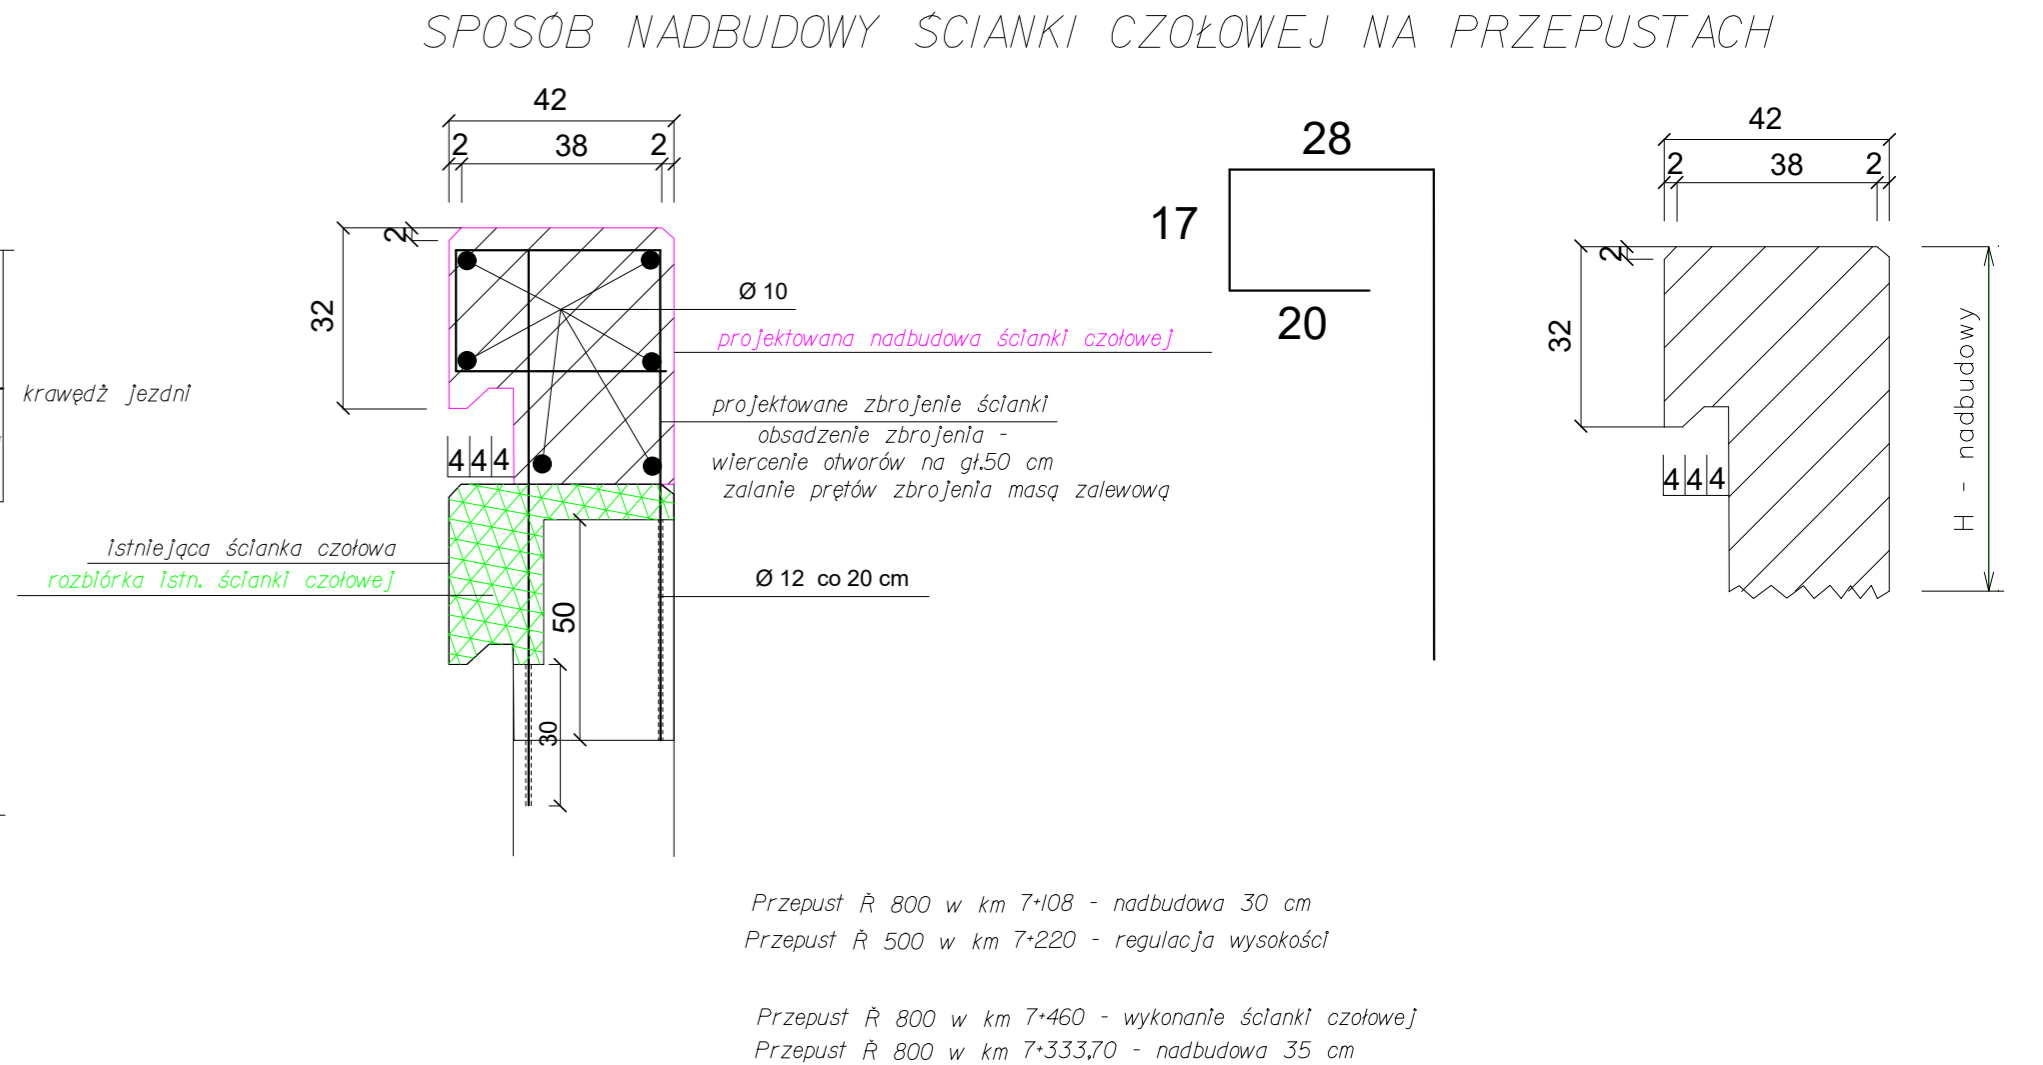 SPOSÓB NADBUDOWY ŚCIANKI CZOŁOWEJ NA PRZEPUSTACH
42
2 38 2
2
32
krawędż jezdni
Ø 10
projektowana nadbudowa ścianki czołowej
projektowane zbrojenie ścianki
obsadzenie zbrojenia -
wiercenie otworów na gł.50 cm
zalanie prętów zbrojenia masą zalewową
4 4 4
istniejąca ścianka czołowa
rozbiórka istn. ścianki czołowej
Ø 12 co 20 cm
50
30
28
17
20
42
2 38 2
2
32
4 4 4
H - nadbudowy
Przepust Ř 800 w km 7+108 - nadbudowa 30 cm
Przepust Ř 500 w km 7+220 - regulacja wysokości
Przepust Ř 800 w km 7+460 - wykonanie ścianki czołowej
Przepust Ř 800 w km 7+333,70 - nadbudowa 35 cm